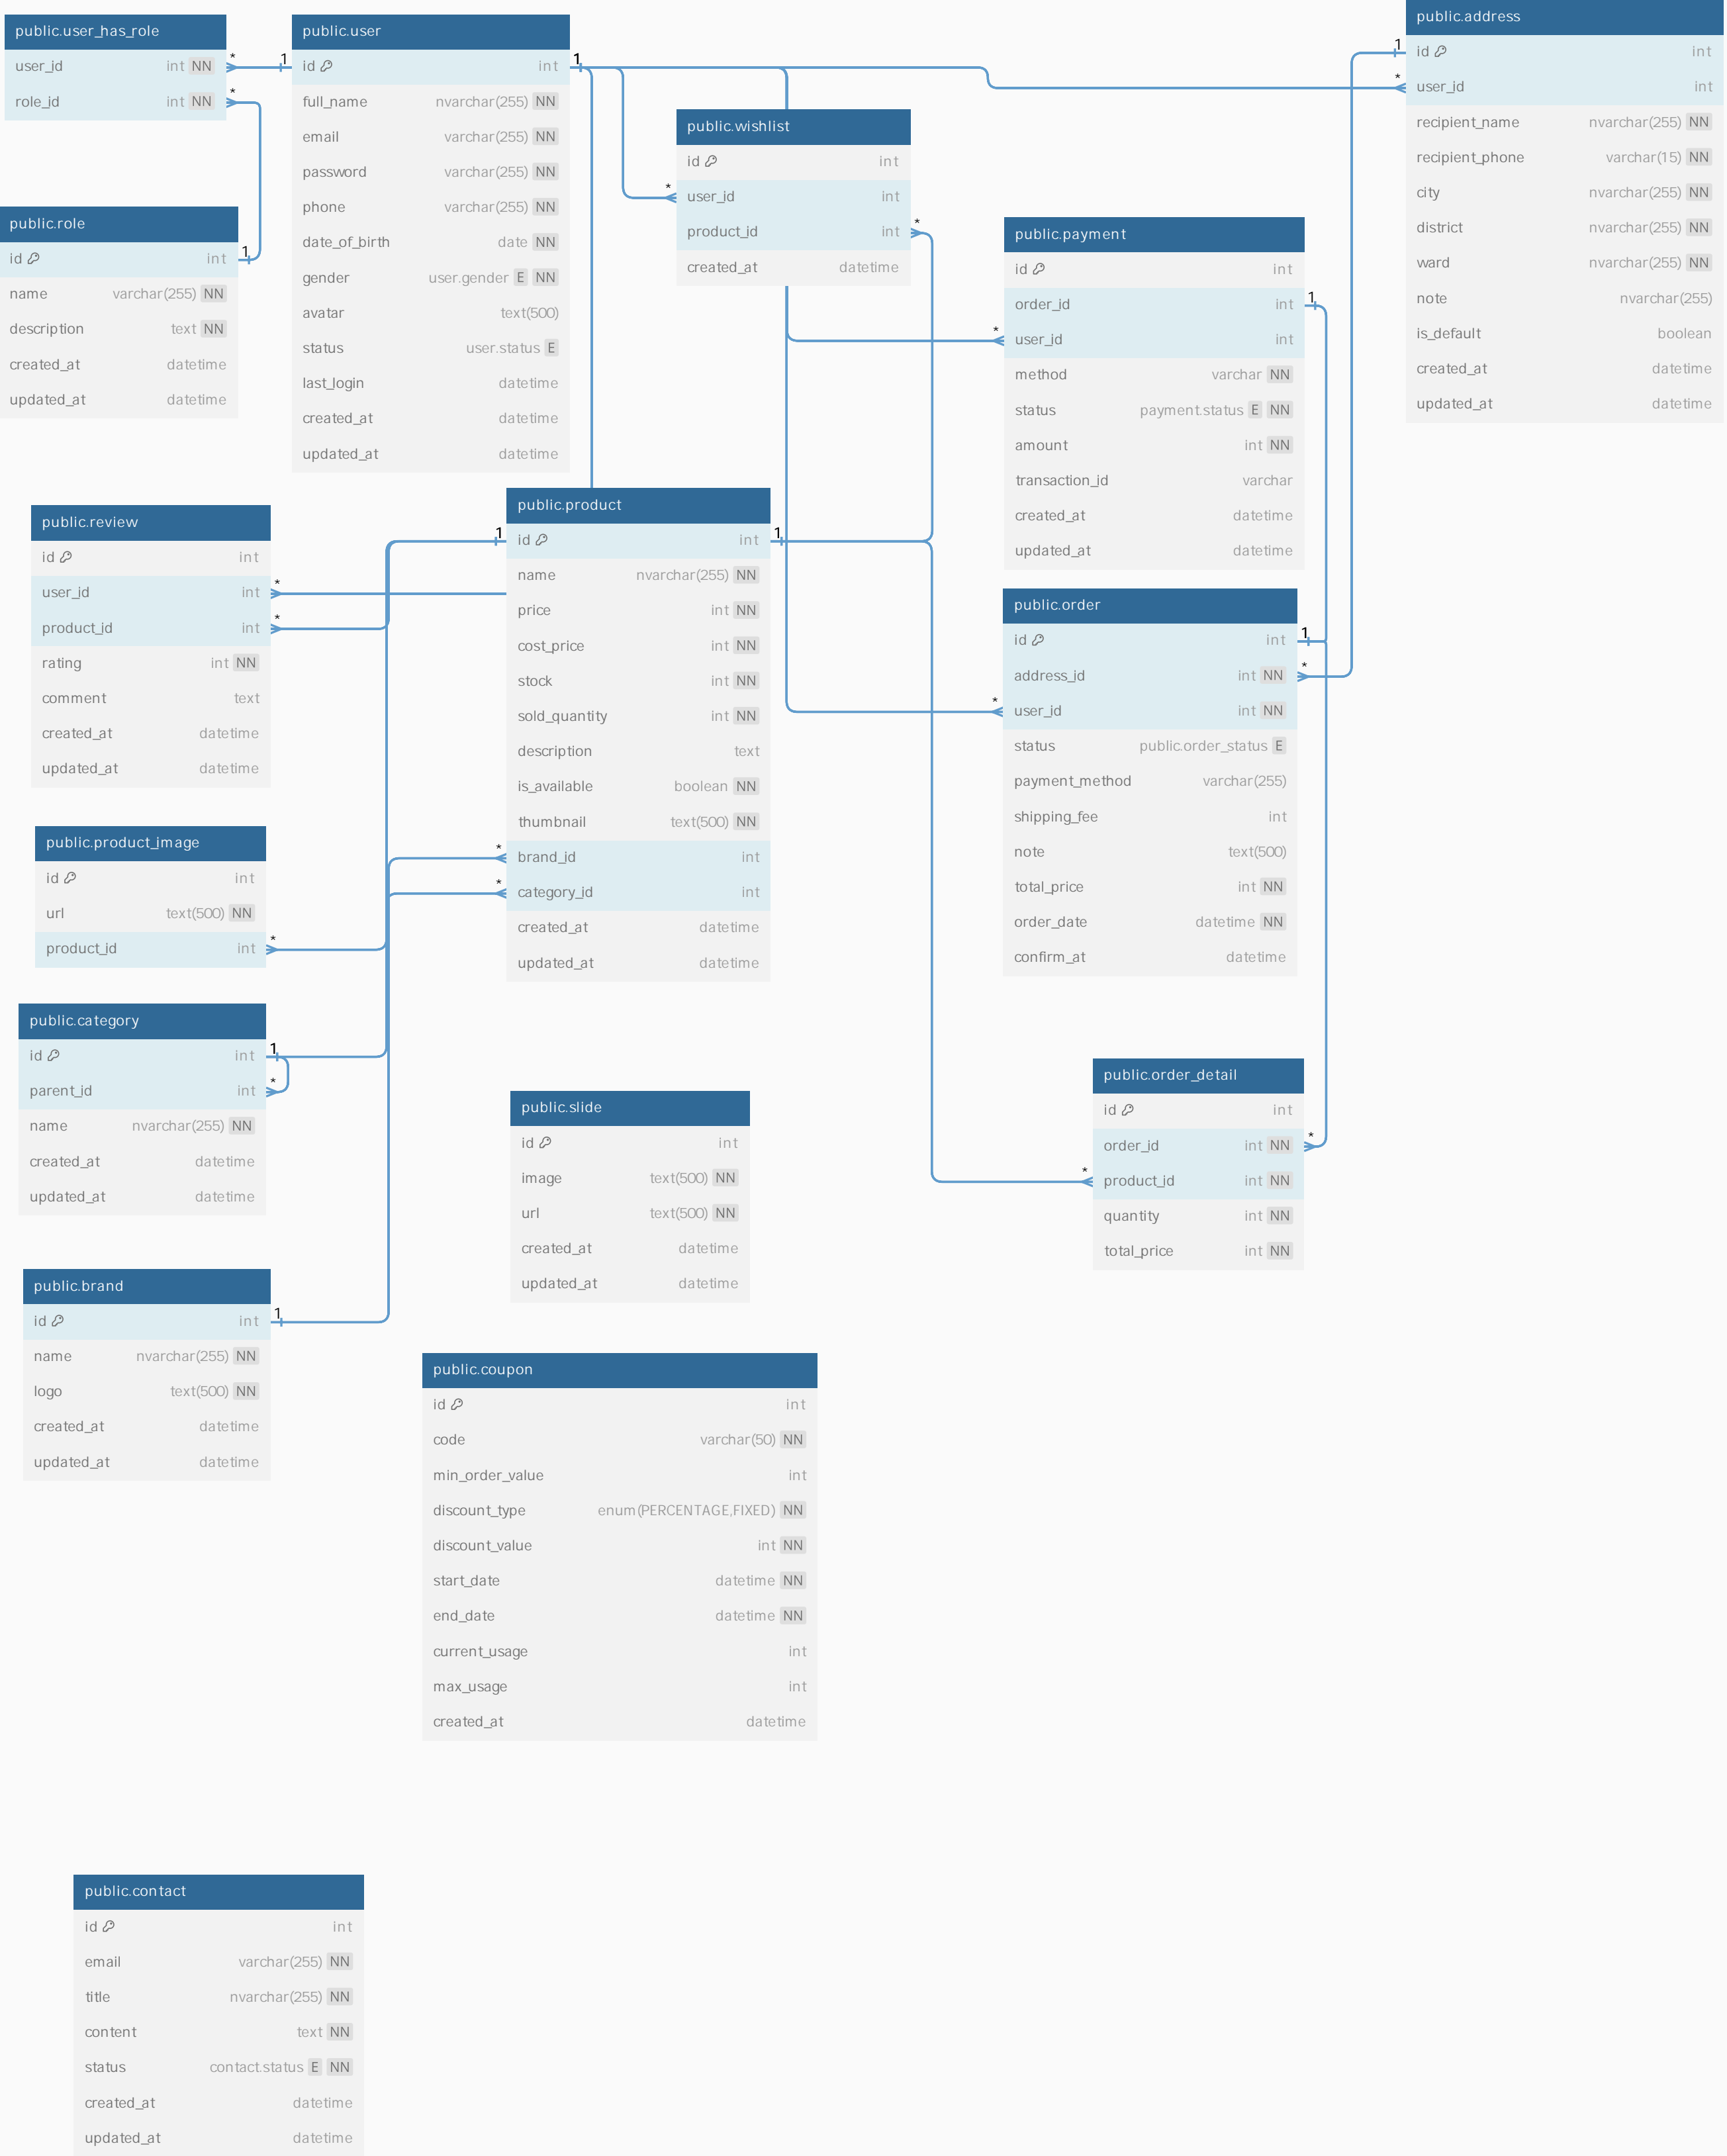 public.user_has_role
user_id int NN
role_id int NN
* 1
*
public.role
1
id int
name varchar(255) NN
description text NN
created_at datetime
updated_at datetime
public.user
1
id int
full_name nvarchar(255) NN
email varchar(255) NN
password varchar(255) NN
phone varchar(255) NN
date_of_birth date NN
gender user.gender E NN
avatar text(500)
status user.status E
last_login datetime
created_at datetime
updated_at datetime
public.wishlist
id int
* user_id int
product_id int *
created_at datetime
public.address
1 id int
* user_id int
recipient_name nvarchar(255) NN
recipient_phone varchar(15) NN
city nvarchar(255) NN
district nvarchar(255) NN
ward nvarchar(255) NN
note nvarchar(255)
is_default boolean
created_at datetime
updated_at datetime
public.payment
id int
order_id int 1
* user_id int
method varchar NN
status payment.status E NN
amount int NN
transaction_id varchar
created_at datetime
updated_at datetime
public.review
id int
user_id int *
product_id int *
rating int NN
comment text
created_at datetime
updated_at datetime
public.product
1 id int 1
name nvarchar(255) NN
price int NN
cost_price int NN
stock int NN
sold_quantity int NN
description text
is_available boolean NN
thumbnail text(500) NN
* brand_id int
* category_id int
created_at datetime
updated_at datetime
public.order
id int 1
address_id int NN *
* user_id int NN
status public.order_status E
payment_method varchar(255)
shipping_fee int
note text(500)
total_price int NN
order_date datetime NN
confirm_at datetime
public.product_image
id int
url text(500) NN
product_id int *
public.category
id int 1
parent_id int *
name nvarchar(255) NN
created_at datetime
updated_at datetime
public.slide
id int
image text(500) NN
url text(500) NN
created_at datetime
updated_at datetime
public.order_detail
id int
order_id int NN *
* product_id int NN
quantity int NN
total_price int NN
public.brand
id int 1
name nvarchar(255) NN
logo text(500) NN
created_at datetime
updated_at datetime
public.coupon
id int
code varchar(50) NN
min_order_value int
discount_type enum(PERCENTAGE,FIXED) NN
discount_value int NN
start_date datetime NN
end_date datetime NN
current_usage int
max_usage int
created_at datetime
public.contact
id int
email varchar(255) NN
title nvarchar(255) NN
content text NN
status contact.status E NN
created_at datetime
updated_at datetime